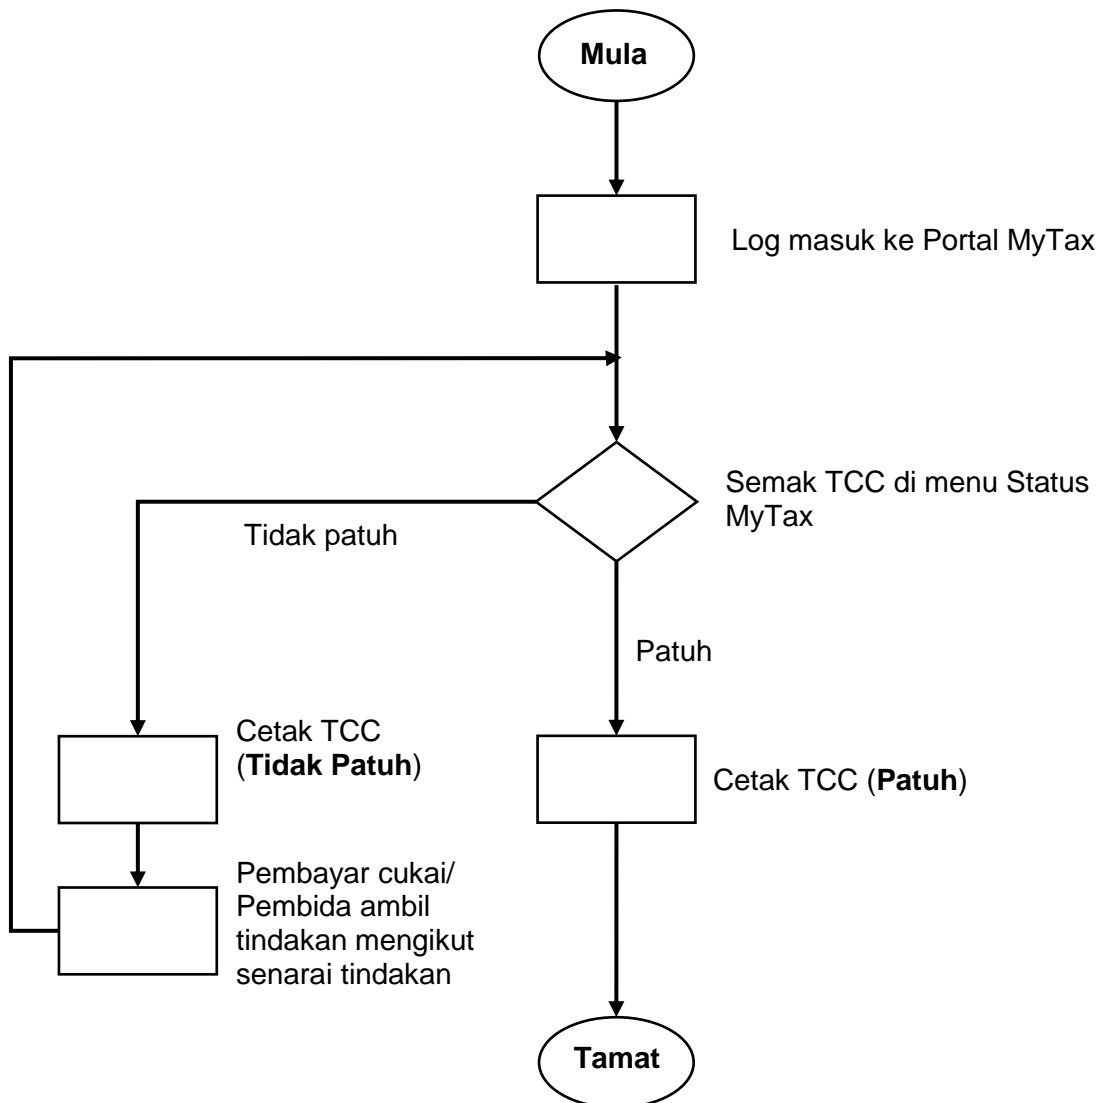 Mula
Log masuk ke Portal MyTax
Semak TCC di menu Status
MyTax
Tidak patuh
Patuh
Cetak TCC
(Tidak Patuh)
Cetak TCC (Patuh)
Pembayar cukai/
Pembida ambil
tindakan mengikut
senarai tindakan
Tamat